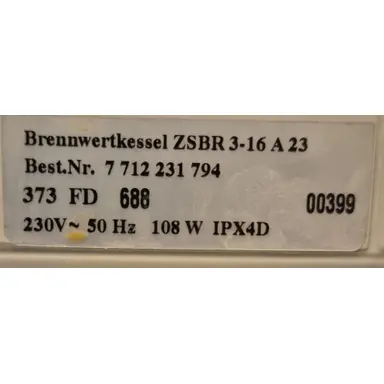 Brennwertkessel ZSBR 3-16 A 23
Best.Nr. 7 712 231 794
373 FD 688 00399
230V~ 50 Hz 108 W IPX4D